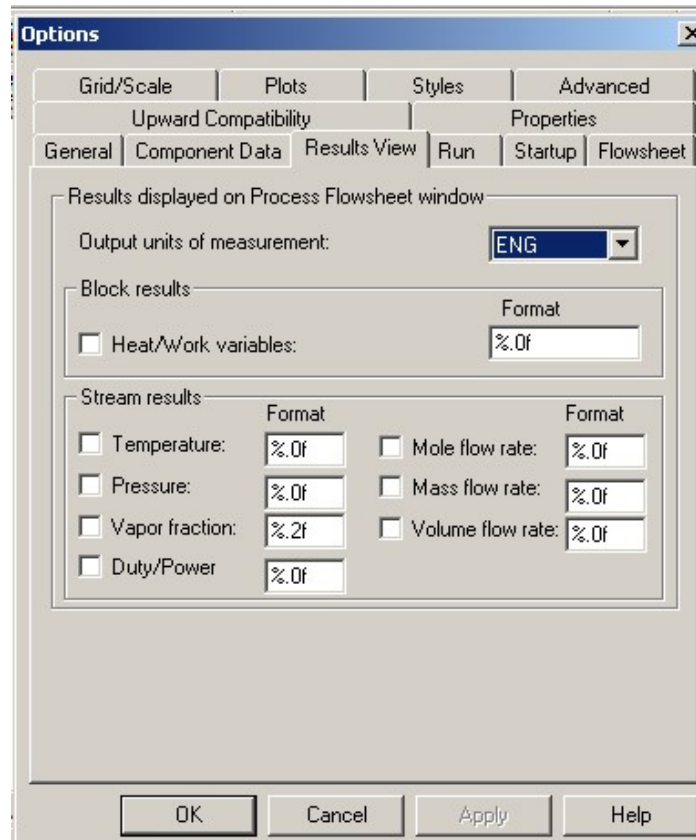 Options
Grid/Scale Plots Styles Advanced
Upward Compatibility Properties
General Component Data Results View Run Startup Flowsheet
Results displayed on Process Flowsheet window
Output units of measurement: ENG
Block results
Format
Heat/Work variables: %.0f
Stream results
Format Format
Temperature: %.0f Mole flow rate: %.0f
Pressure: %.0f Mass flow rate: %.0f
Vapor fraction: %.2f Volume flow rate: %.0f
Duty/Power %.0f
OK Cancel Apply Help